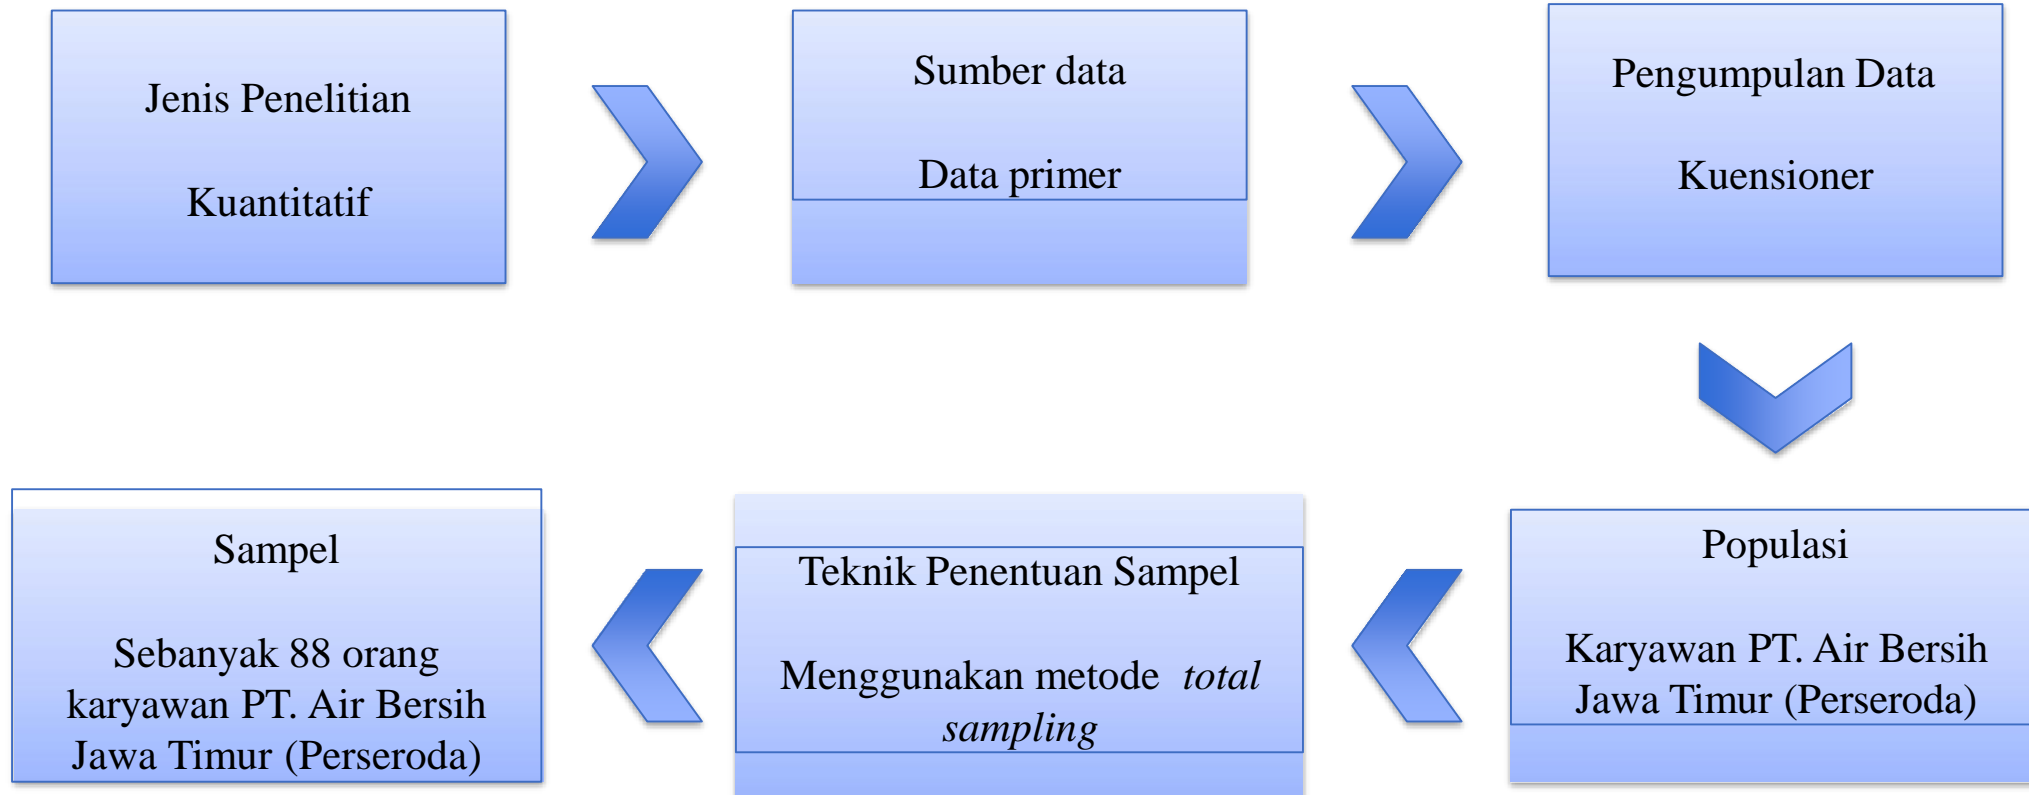 Jenis Penelitian
Kuantitatif
Sumber data
Data primer
Pengumpulan Data
Kuensioner
Populasi
Karyawan PT. Air Bersih
Jawa Timur (Perseroda)
Teknik Penentuan Sampel
Menggunakan metode total
sampling
Sampel
Sebanyak 88 orang
karyawan PT. Air Bersih
Jawa Timur (Perseroda)